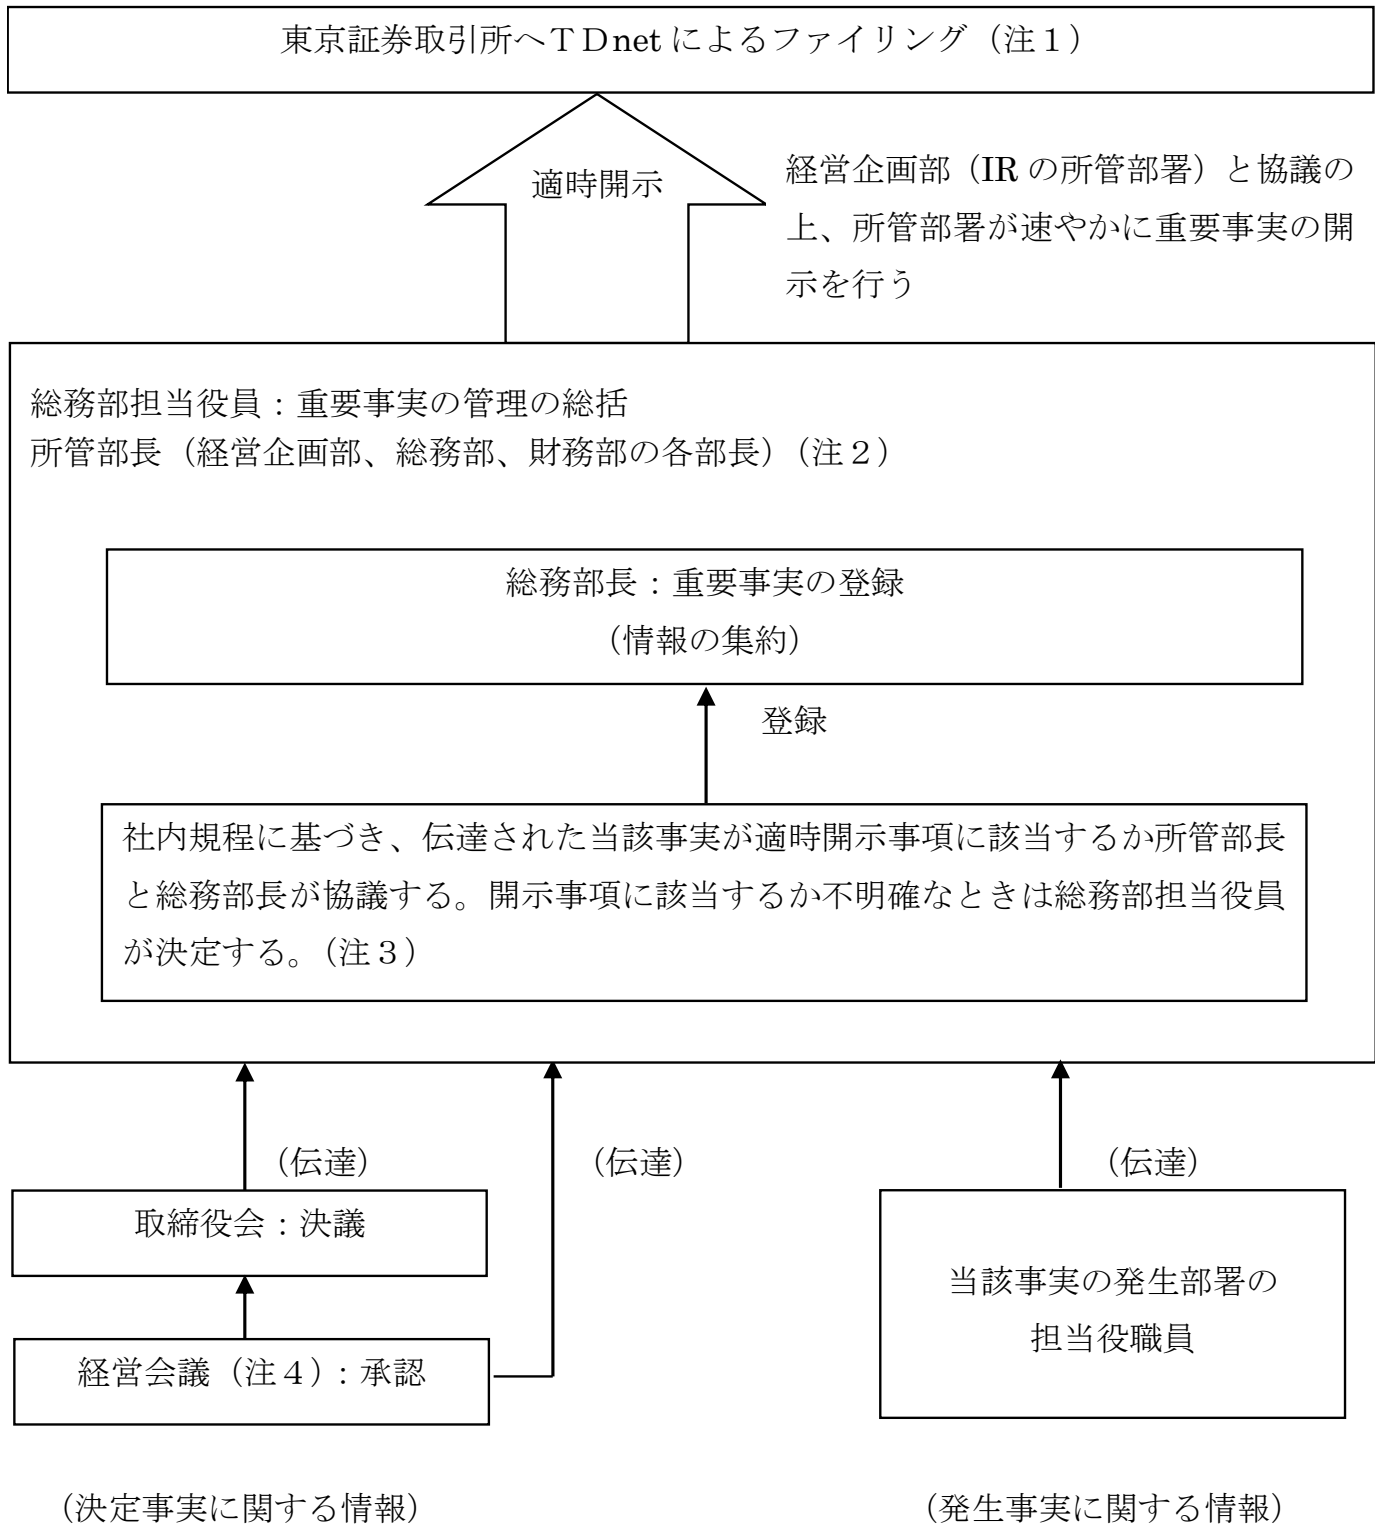 東京証券取引所へＴＤnet によるファイリング（注１）
適時開示
経営企画部（IR の所管部署）と協議の
上、所管部署が速やかに重要事実の開
示を行う
総務部担当役員：重要事実の管理の総括
所管部長（経営企画部、総務部、財務部の各部長）（注２）
総務部長：重要事実の登録
（情報の集約）
登録
社内規程に基づき、伝達された当該事実が適時開示事項に該当するか所管部長
と総務部長が協議する。開示事項に該当するか不明確なときは総務部担当役員
が決定する。（注３）
（伝達）
（伝達）
（伝達）
取締役会：決議
当該事実の発生部署の
担当役職員
経営会議（注４）：承認
（決定事実に関する情報）
（発生事実に関する情報）